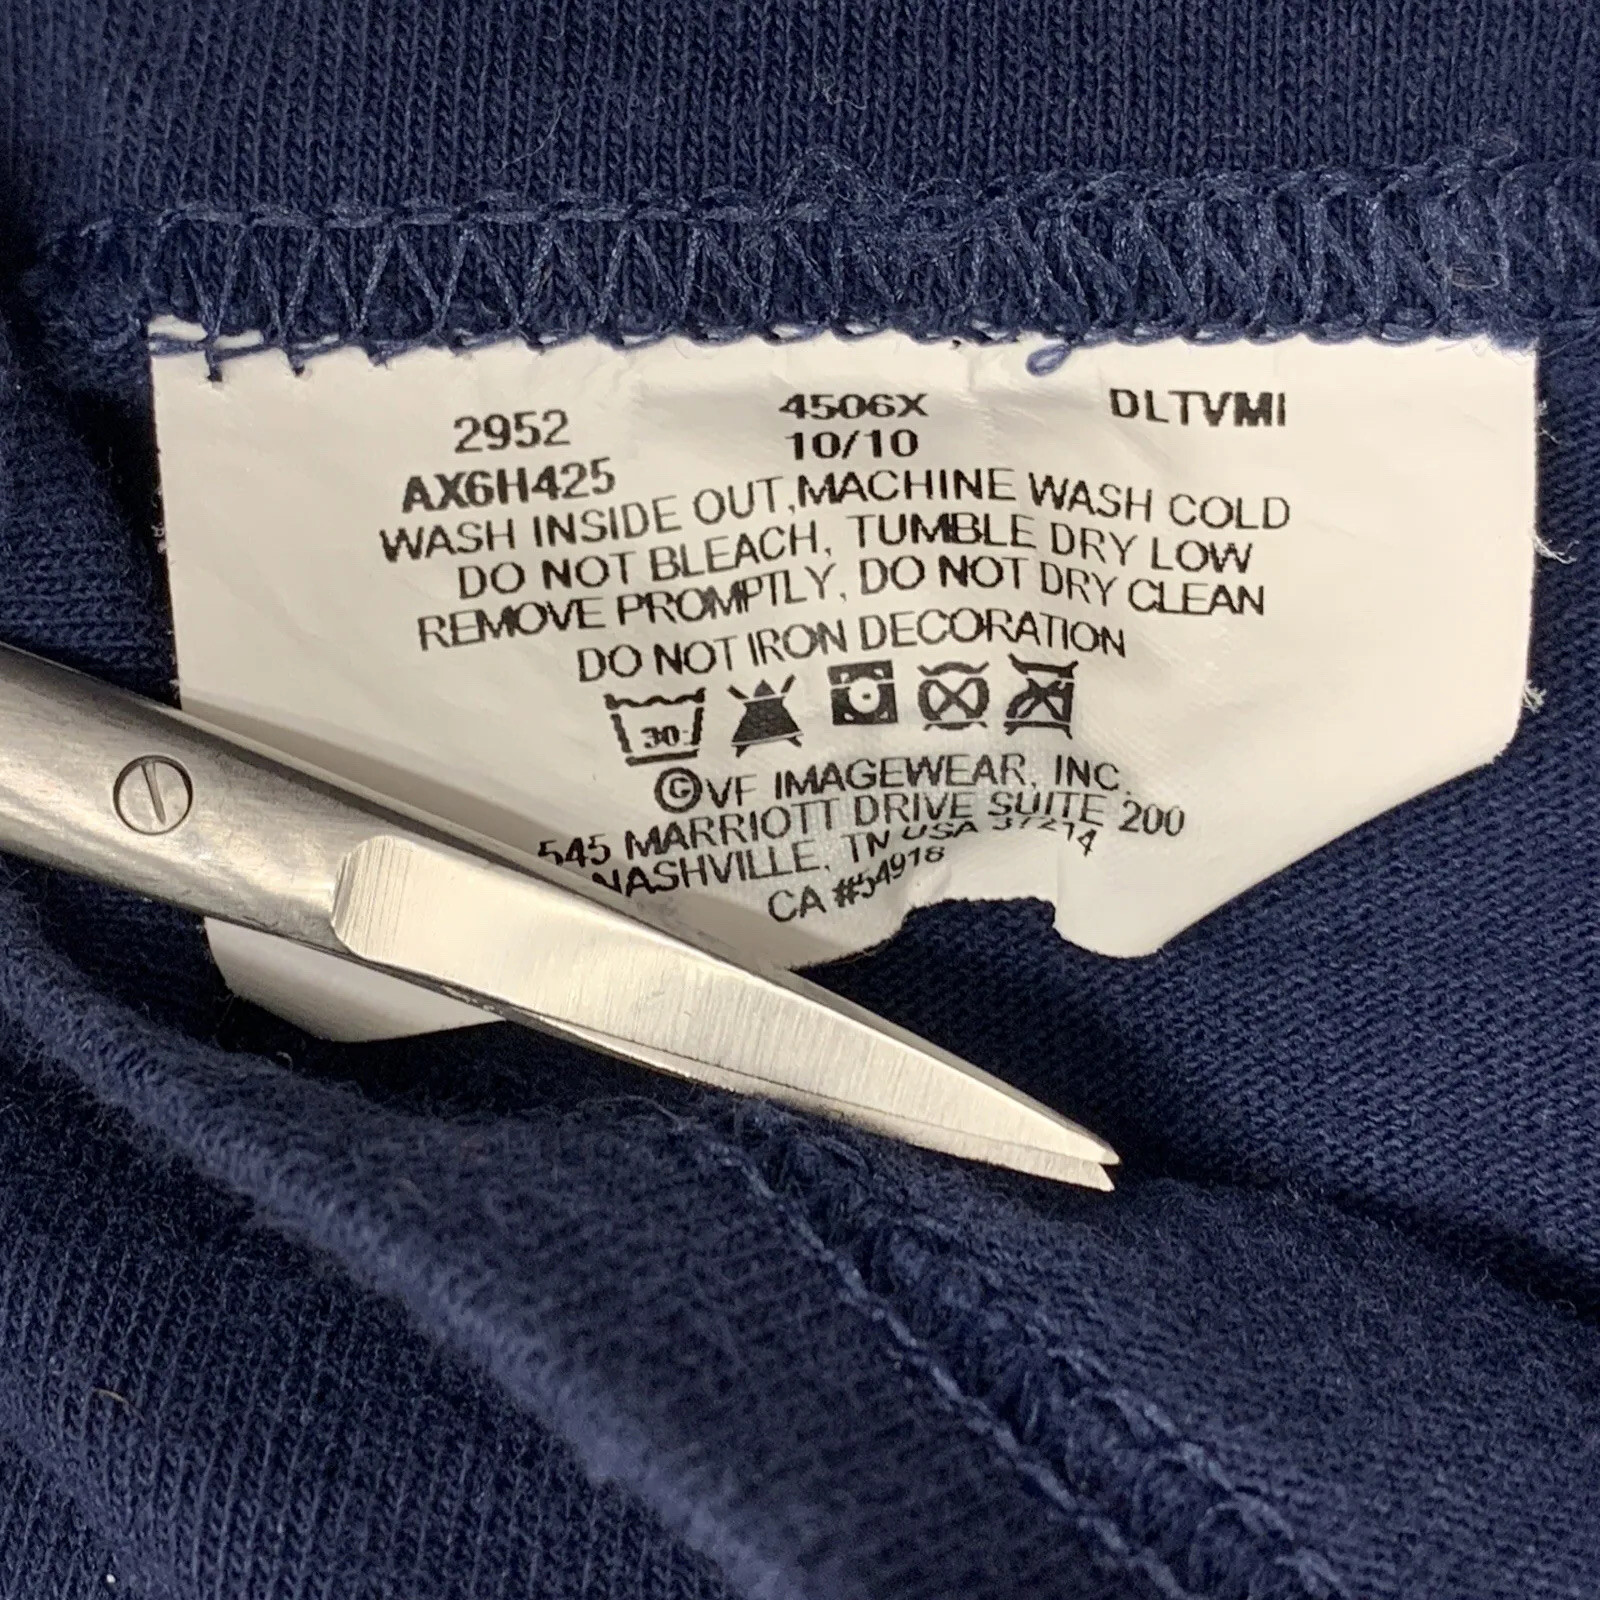 2952 4506X DLTVMI
AX6H425 10/10
WASH INSIDE OUT,MACHINE WASH COLD
DO NOT BLEACH, TUMBLE DRY LOW
REMOVE PROMPTLY, DO NOT DRY CLEAN
DO NOT IRON DECORATION
30
©VF IMAGEWEAR, INC.
545 MARRIOTT DRIVE SUITE 200
NASHVILLE, TN USA 37214
CA #54918